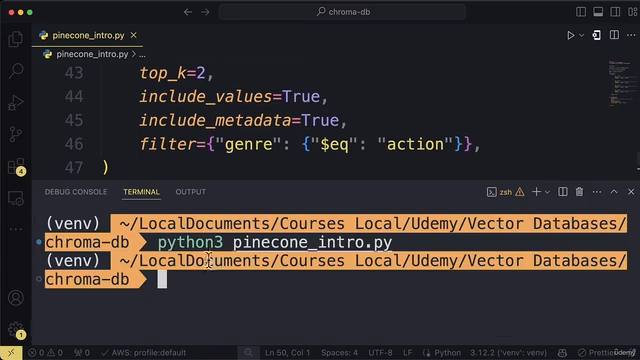 chroma-db
pinecone_intro.py
pinecone_intro.py ...
43 top_k=2,
44 include_values=True,
45 include_metadata=True,
46 filter={"genre": {"$eq": "action"}},
47 )
DEBUG CONSOLE TERMINAL OUTPUT zsh
(venv) ~/LocalDocuments/Courses Local/Udemy/Vector Databases/
chroma-db python3 pinecone_intro.py
(venv) ~/LocalDocuments/Courses Local/Udemy/Vector Databases/
chroma-db
4
1
0 0 0 AWS: profile:default Ln 50, Col 1 Spaces: 4 UTF-8 LF Python 3.12.2 ('venv': venv)